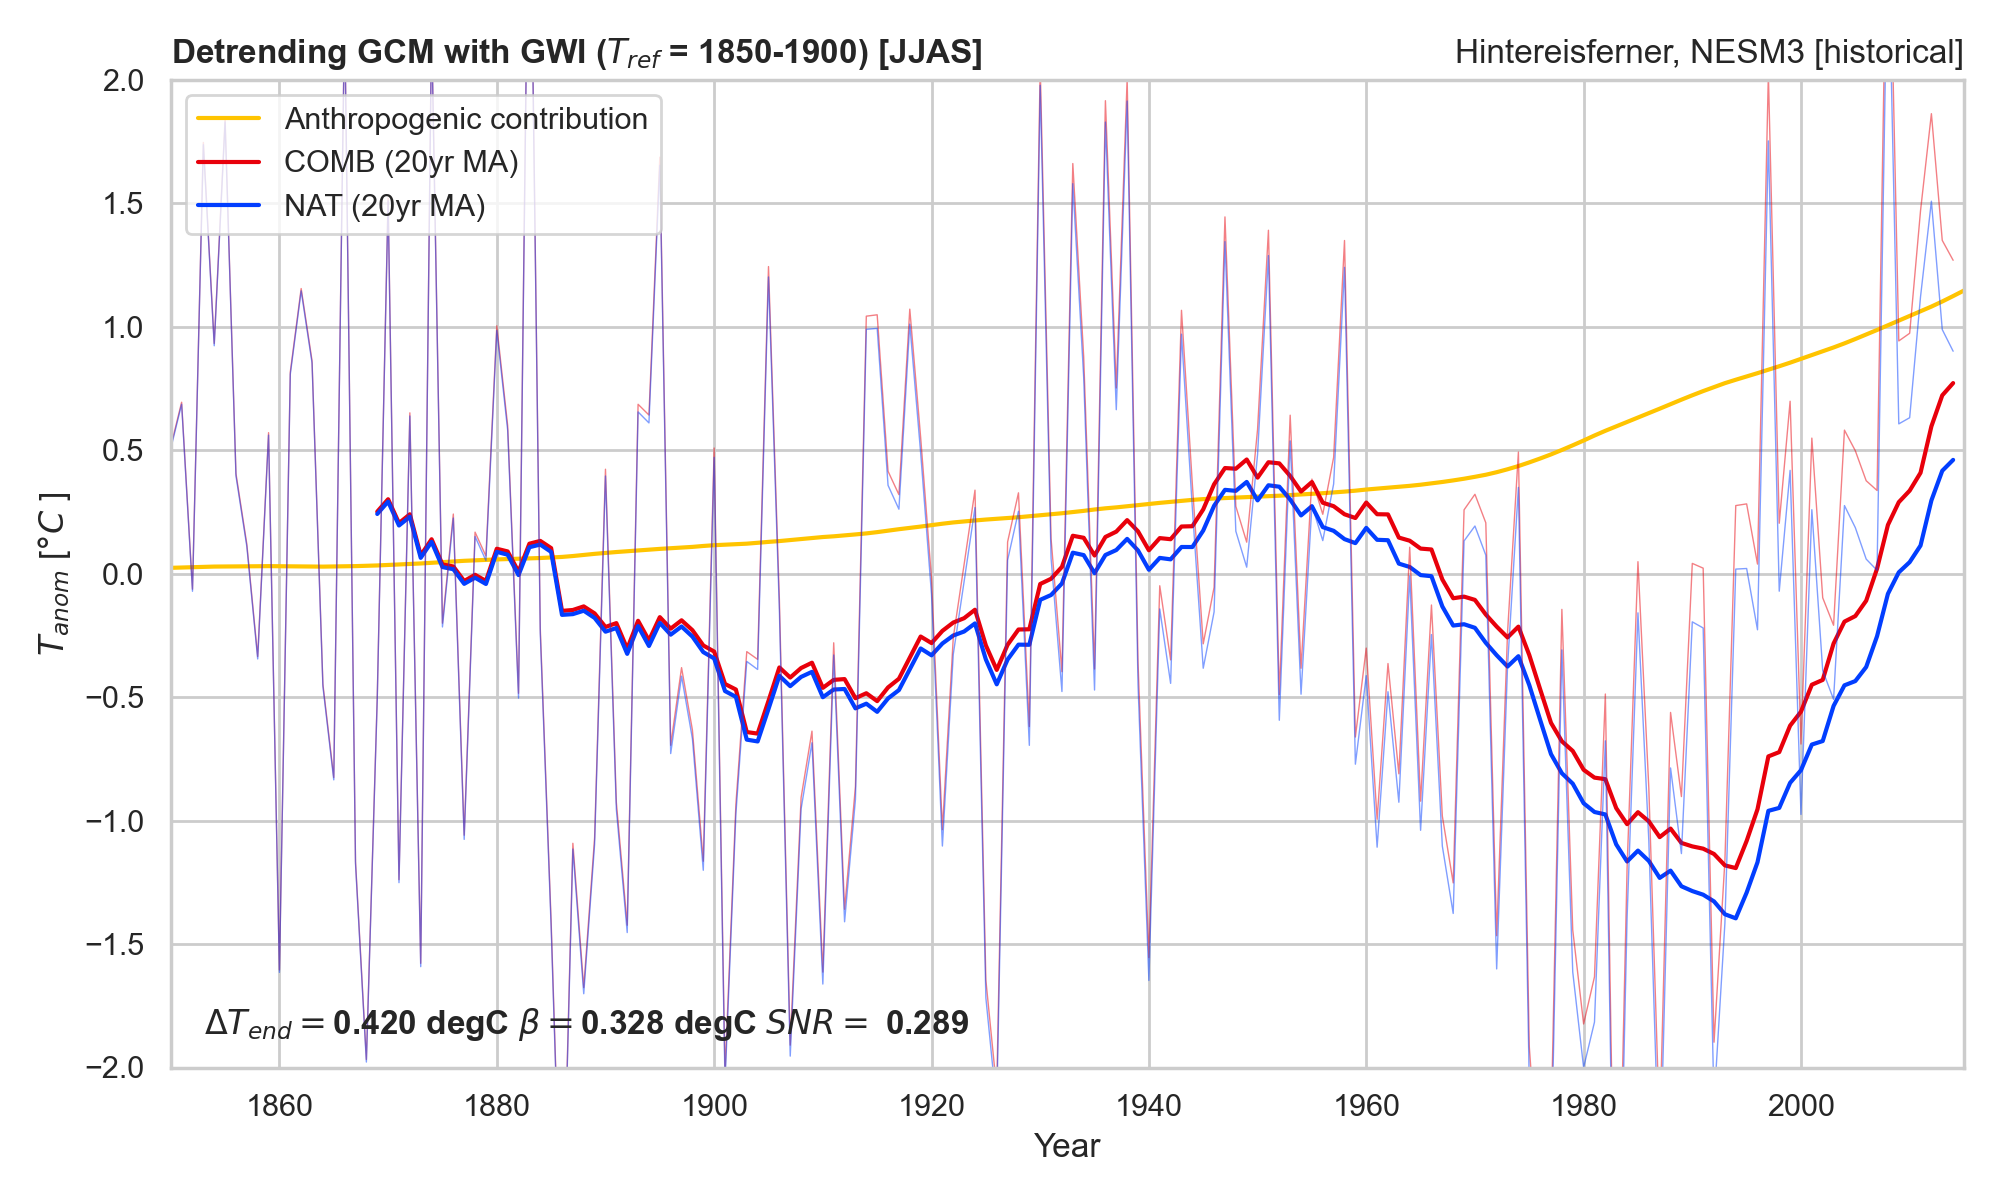 Detrending GCM with GWI (T_ref = 1850-1900) [JJAS]
Hintereisferner, NESM3 [historical]
2.0
1.5
1.0
0.5
0.0
−0.5
−1.0
−1.5
−2.0
T_anom [°C]
Anthropogenic contribution
COMB (20yr MA)
NAT (20yr MA)
ΔT_end = 0.420 degC β = 0.328 degC SNR = 0.289
1860 1880 1900 1920 1940 1960 1980 2000
Year